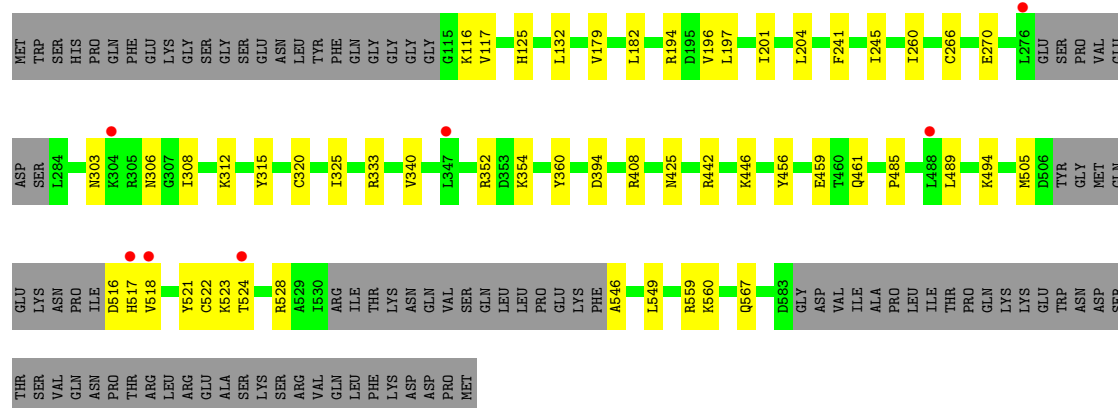 MET TRP SER HIS PRO GLN PHE GLU LYS GLY SER GLY SER GLU ASN LEU TYR PHE GLN GLY GLY GLY GLY G115 K116 V117 H125 L132 V179 L182 R194 D195 V196 L197 I201 L204 F241 I245 I260 C266 E270 L276 GLU SER PRO VAL GLU
ASP SER L284 N303 K304 R305 N306 G307 I308 K312 Y315 C320 I325 R333 V340 L347 R352 D353 K354 Y360 D394 R408 N425 R442 K446 Y456 E459 T460 Q461 P485 L488 L489 K494 M505 D506 TYR GLY MET GLN
GLU LYS ASN PRO ILE D516 H517 V518 Y521 C522 K523 T524 R528 A529 I530 ARG ILE THR LYS ASN GLN VAL SER GLN LEU LEU PRO GLU LYS PHE A546 L549 R559 K560 Q567 D583 GLY ASP VAL ILE ALA PRO LEU ILE THR PRO GLN LYS LYS GLU TRP ASN ASP SER
THR SER VAL GLN ASN PRO THR ARG LEU ARG GLU ALA SER LYS SER ARG VAL GLN LEU PHE LYS ASP ASP PRO MET